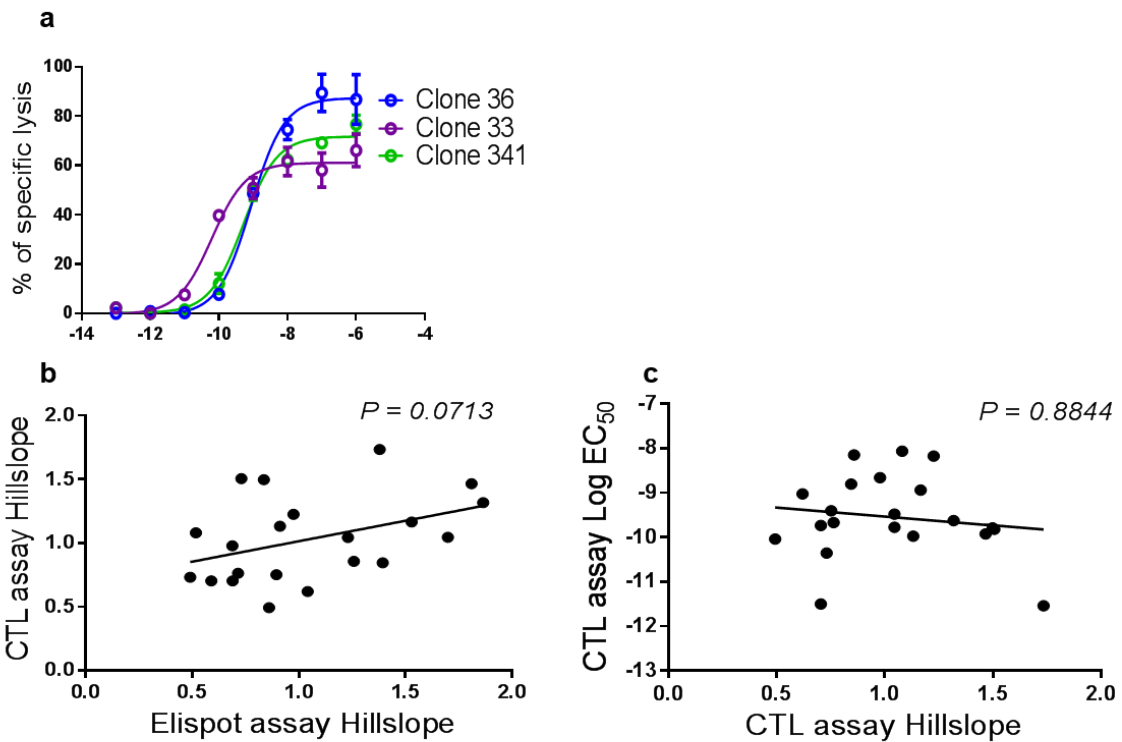 a
% of specific lysis
100
80
60
40
20
0
-14 -12 -10 -8 -6 -4
Clone 36
Clone 33
Clone 341
b
P = 0.0713
CTL assay Hillslope
2.0
1.5
1.0
0.5
0.0
0.0 0.5 1.0 1.5 2.0
Elispot assay Hillslope
c
P = 0.8844
CTL assay Log EC50
-7
-8
-9
-10
-11
-12
-13
0.0 0.5 1.0 1.5 2.0
CTL assay Hillslope